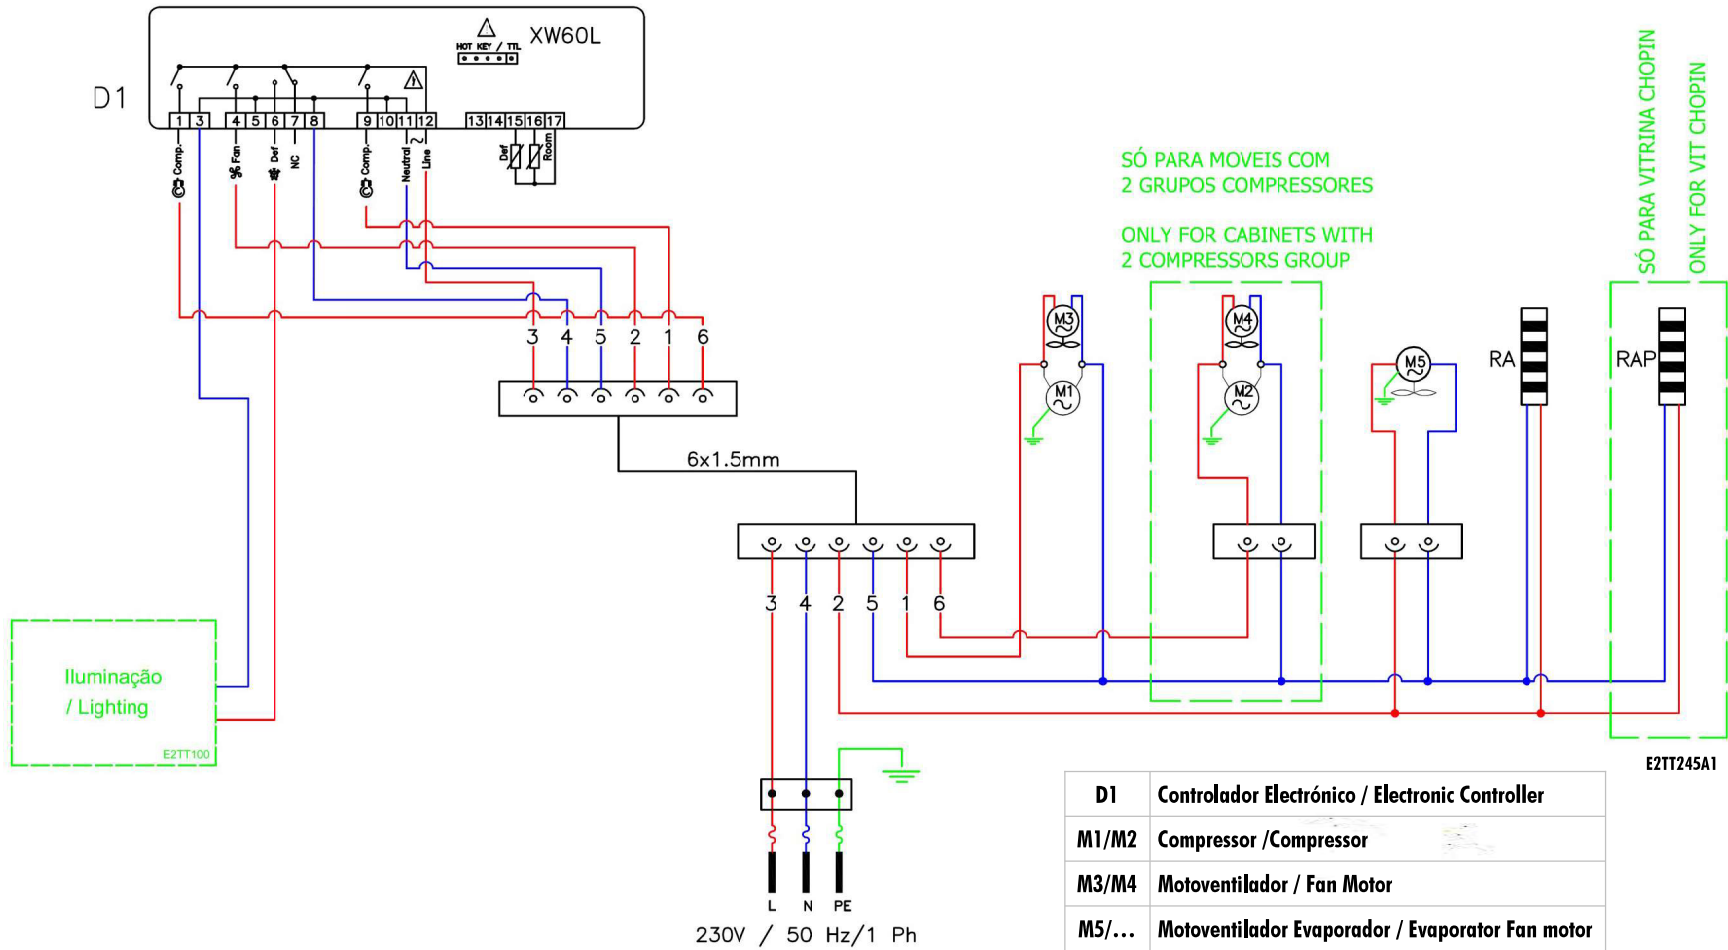 XW60L
HOT KEY / TTL
D1
1 3 4 5 6 7 8 9 10 11 12 13 14 15 16 17
Comp.
Fan
Def
NC
Comp.
Neutral
Line
Def
Room
3 4 5 2 1 6
6x1.5mm
3 4 2 5 1 6
SÓ PARA MOVEIS COM
2 GRUPOS COMPRESSORES
ONLY FOR CABINETS WITH
2 COMPRESSORS GROUP
SÓ PARA VITRINA CHOPIN
ONLY FOR VIT CHOPIN
M3
M1
M4
M2
M5
RA
RAP
Iluminação
/ Lighting
E2TT100
L N PE
230V / 50 Hz/1 Ph
E2TT245A1
D1 Controlador Electrónico / Electronic Controller
M1/M2 Compressor /Compressor
M3/M4 Motoventilador / Fan Motor
M5/... Motoventilador Evaporador / Evaporator Fan motor